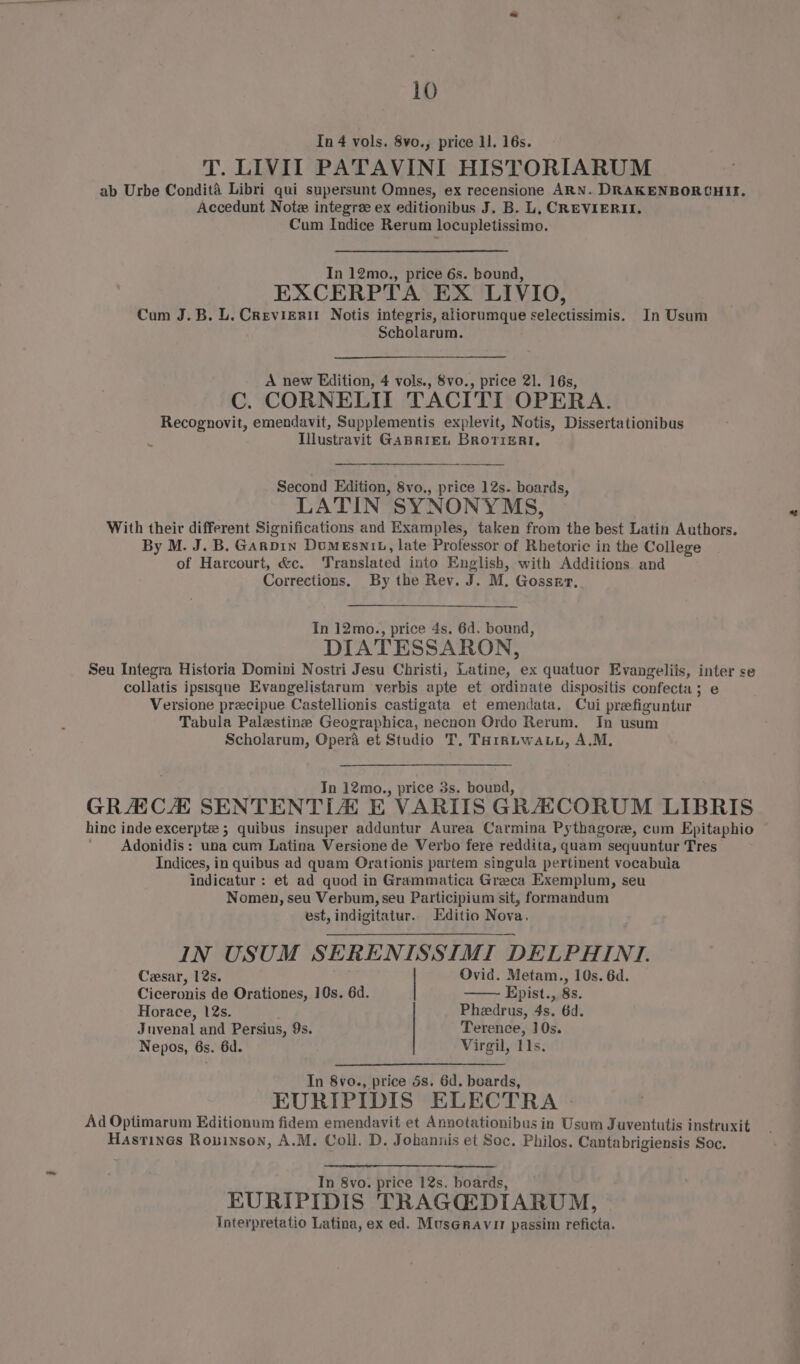 10
In 4 vols. 8vo., price 1l. 16s.
T. LIVII PATAVINI HISTORIARUM
ab Urbe Conditâ Libri qui supersunt Omnes, ex recensione ARN. DRAKENBORCHII.
Accedunt Notæ integræ ex editionibus J. B. L. CREVIERII.
Cum Indice Rerum locupletissimo.
In 12mo., price 6s. bound,
EXCERPTA EX LIVIO,
Cum J. B. L. CREVIERII Notis integris, aliorumque selectissimis. In Usum
Scholarum.
A new Edition, 4 vols., 8vo., price 2l. 16s,
C. CORNELII TACITI OPERA.
Recognovit, emendavit, Supplementis explevit, Notis, Dissertationibus
Illustravit GABRIEL BROTIERI.
Second Edition, 8vo., price 12s. boards,
LATIN SYNONYMS,
With their different Significations and Examples, taken from the best Latin Authors.
By M. J. B. GARDIN DUMESNIL, late Professor of Rhetoric in the College
of Harcourt, &c. Translated into English, with Additions and
Corrections. By the Rev. J. M. GOSSET.
In 12mo., price 4s. 6d. bound,
DIATESSARON,
Seu Integra Historia Domini Nostri Jesu Christi, Latine, ex quatuor Evangeliis, inter se
collatis ipsisque Evangelistarum verbis apte et ordinate dispositis confecta; e
Versione præcipue Castellionis castigata et emendata. Cui præfiguntur
Tabula Palæstinæ Geographica, necnon Ordo Rerum. In usum
Scholarum, Operâ et Studio T. THIRLWALL, A.M.
In 12mo., price 3s. bound,
GRÆCÆ SENTENTIÆ E VARIIS GRÆCORUM LIBRIS
hinc inde excerptæ; quibus insuper adduntur Aurea Carmina Pythagoræ, cum Epitaphio
Adonidis: una cum Latina Versione de Verbo fere reddita, quam sequuntur Tres
Indices, in quibus ad quam Orationis partem singula pertinent vocabula
indicatur: et ad quod in Grammatica Græca Exemplum, seu
Nomen, seu Verbum, seu Participium sit, formandum
est, indigitatur. Editio Nova.
IN USUM SERENISSIMI DELPHINI.
Cæsar, 12s.
Ciceronis de Orationes, 10s. 6d.
Horace, 12s.
Juvenal and Persius, 9s.
Nepos, 6s. 6d.
Ovid. Metam., 10s. 6d.
—— Epist., 8s.
Phædrus, 4s. 6d.
Terence, 10s.
Virgil, 11s.
In 8vo., price 5s. 6d. boards,
EURIPIDIS ELECTRA
Ad Optimarum Editionum fidem emendavit et Annotationibus in Usum Juventutis instruxit
HASTINGS ROBINSON, A.M. Coll. D. Johannis et Soc. Philos. Cantabrigiensis Soc.
In 8vo. price 12s. boards,
EURIPIDIS TRAGŒDIARUM,
Interpretatio Latina, ex ed. MUSGRAVII passim reficta.